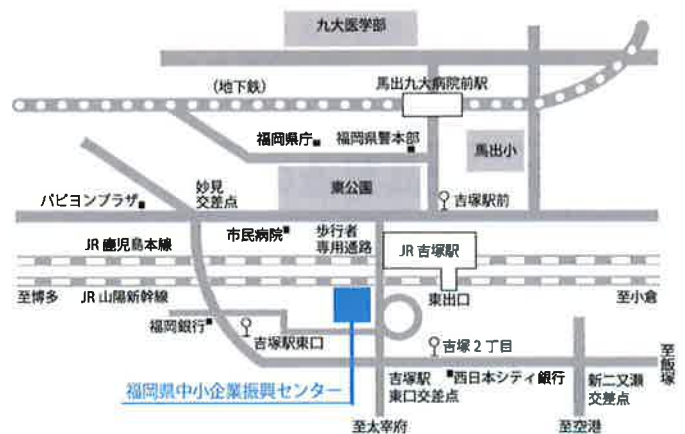 九大医学部
(地下鉄)
馬出九大病院前駅
福岡県庁
福岡県警本部
馬出小
東公園
パピヨンプラザ
妙見
交差点
吉塚駅前
市民病院
歩行者
専用通路
JR 鹿児島本線
JR 吉塚駅
至博多
JR 山陽新幹線
東出口
至小倉
福岡銀行
吉塚駅東口
吉塚2丁目
至飯塚
福岡県中小企業振興センター
吉塚駅
東口交差点
西日本シティ銀行
新二又瀬
交差点
至太宰府
至空港